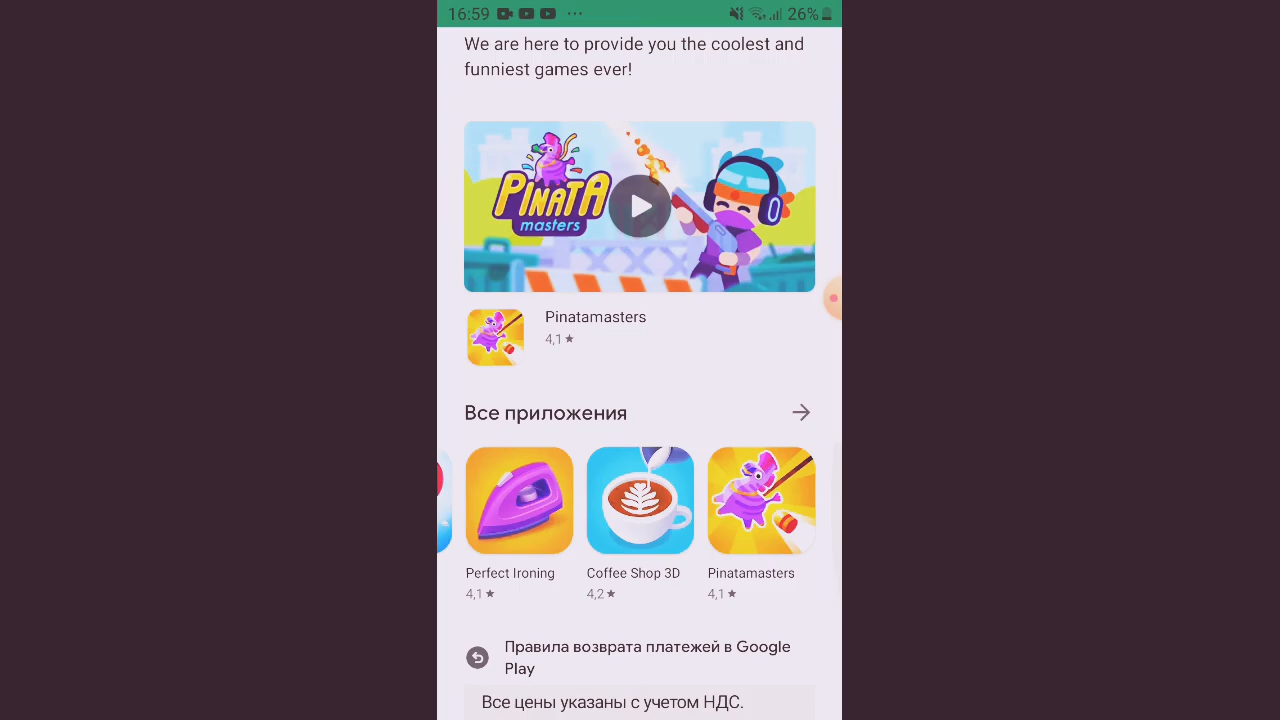 16:59
26%
We are here to provide you the coolest and
funniest games ever!
PINATA
masters
Pinatamasters
4,1 ★
Все приложения
Perfect Ironing
Coffee Shop 3D
Pinatamasters
4,1 ★
4,2 ★
4,1 ★
Правила возврата платежей в Google
Play
Все цены указаны с учетом НДС.